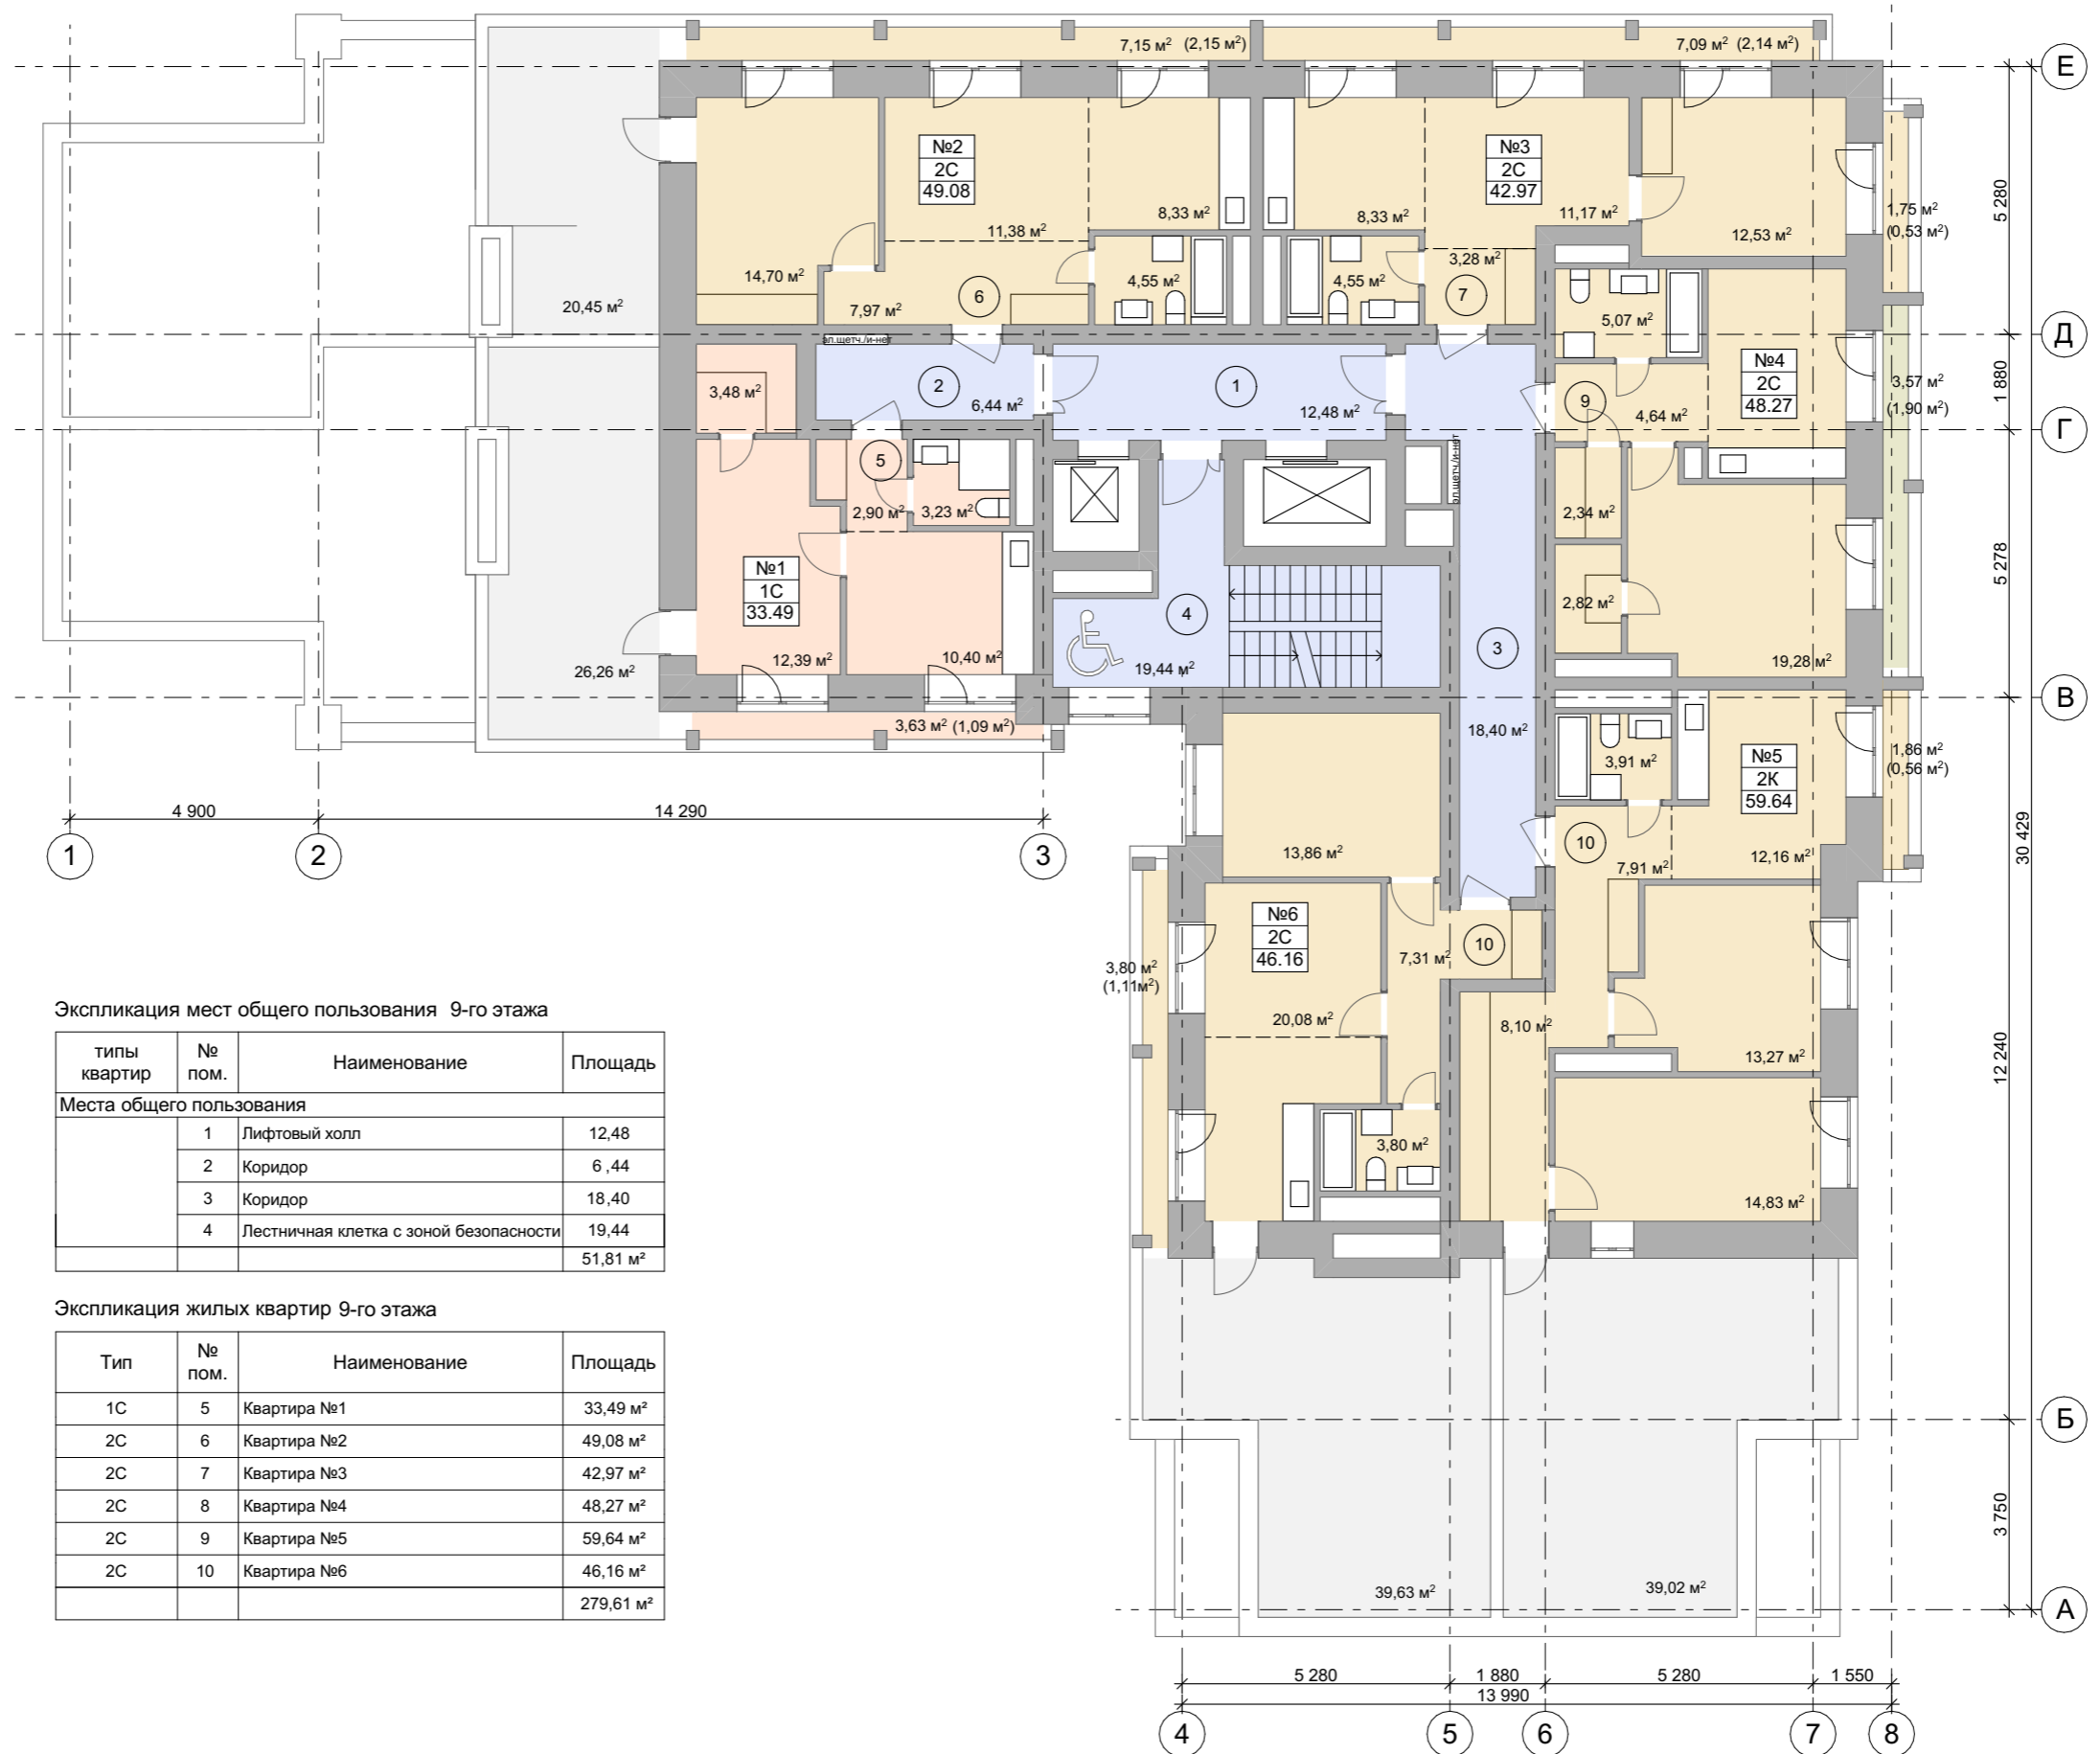 7,15 м² (2,15 м²)
7,09 м² (2,14 м²)
Е
№2
2С
49.08
№3
2С
42.97
5 280
1,75 м²
(0,53 м²)
8,33 м²
8,33 м²
11,17 м²
11,38 м²
12,53 м²
3,28 м²
14,70 м²
4,55 м²
4,55 м²
6
7
7,97 м²
20,45 м²
5,07 м²
эл.щетч./и-нет
Д
№4
2С
48.27
1 880
3,57 м²
(1,90 м²)
3,48 м²
2
1
9
6,44 м²
12,48 м²
4,64 м²
Г
5
эл.щетч./и-нет
2,90 м²
3,23 м²
2,34 м²
5 278
№1
1С
33.49
2,82 м²
4
3
12,39 м²
10,40 м²
19,44 м²
19,28 м²
26,26 м²
В
3,63 м² (1,09 м²)
18,40 м²
3,91 м²
№5
2К
59.64
1,86 м²
(0,56 м²)
4 900
14 290
30 429
1
2
3
13,86 м²
10
7,91 м²
12,16 м²
№6
2С
46.16
10
7,31 м²
3,80 м²
(1,11м²)
20,08 м²
8,10 м²
13,27 м²
12 240
3,80 м²
14,83 м²
Экспликация мест общего пользования 9-го этажа
типы квартир № пом. Наименование Площадь
Места общего пользования
1 Лифтовый холл 12,48
2 Коридор 6 ,44
3 Коридор 18,40
4 Лестничная клетка с зоной безопасности 19,44
51,81 м²
Экспликация жилых квартир 9-го этажа
Тип № пом. Наименование Площадь
1С 5 Квартира №1 33,49 м²
2С 6 Квартира №2 49,08 м²
2С 7 Квартира №3 42,97 м²
2С 8 Квартира №4 48,27 м²
2С 9 Квартира №5 59,64 м²
2С 10 Квартира №6 46,16 м²
279,61 м²
Б
3 750
39,63 м²
39,02 м²
А
5 280
1 880
5 280
1 550
13 990
4
5
6
7
8